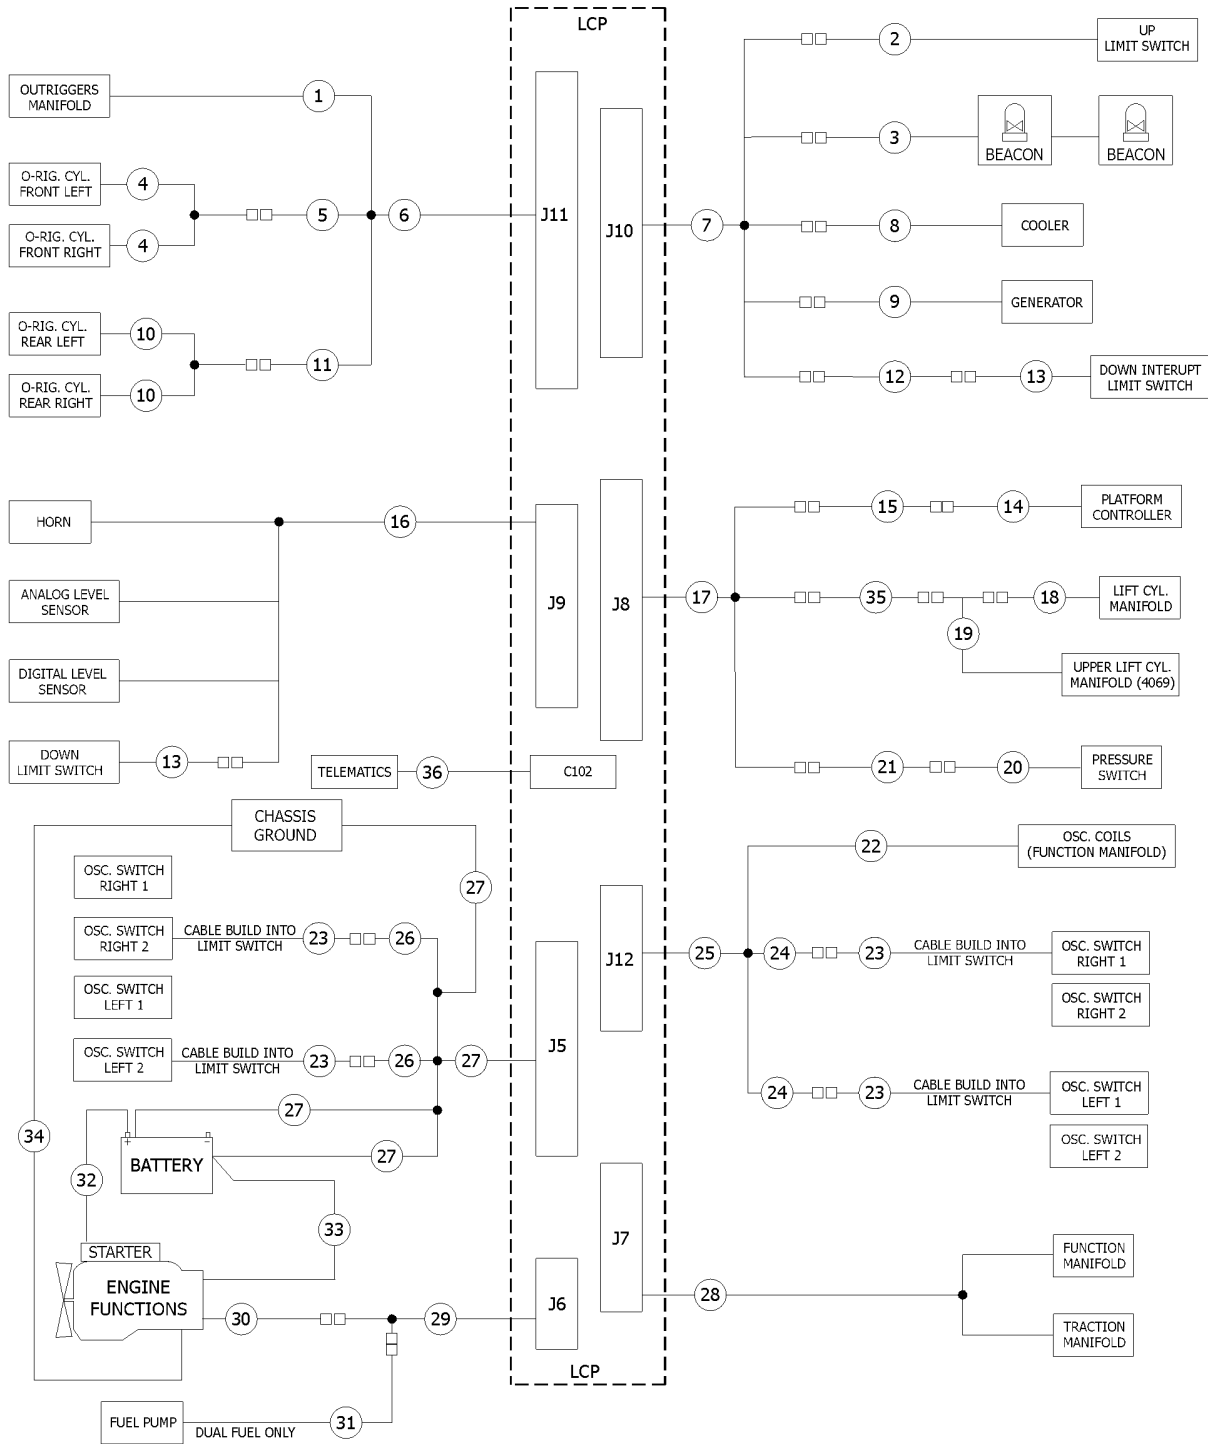 LCP
OUTRIGGERS
MANIFOLD
1
O-RIG. CYL.
FRONT LEFT
4
O-RIG. CYL.
FRONT RIGHT
4
5
6
J11
O-RIG. CYL.
REAR LEFT
10
O-RIG. CYL.
REAR RIGHT
10
11
J10
7
2
UP
LIMIT SWITCH
3
BEACON
BEACON
8
COOLER
9
GENERATOR
12
13
DOWN INTERUPT
LIMIT SWITCH
HORN
16
J9
ANALOG LEVEL
SENSOR
DIGITAL LEVEL
SENSOR
DOWN
LIMIT SWITCH
13
TELEMATICS
36
C102
J8
17
15
14
PLATFORM
CONTROLLER
35
18
LIFT CYL.
MANIFOLD
19
UPPER LIFT CYL.
MANIFOLD (4069)
21
20
PRESSURE
SWITCH
CHASSIS
GROUND
27
OSC. SWITCH
RIGHT 1
OSC. SWITCH
RIGHT 2
CABLE BUILD INTO
LIMIT SWITCH
23
26
OSC. SWITCH
LEFT 1
OSC. SWITCH
LEFT 2
CABLE BUILD INTO
LIMIT SWITCH
23
26
27
J5
27
34
+
-
BATTERY
27
32
33
STARTER
ENGINE
FUNCTIONS
30
29
J6
FUEL PUMP
DUAL FUEL ONLY
31
J12
25
22
OSC. COILS
(FUNCTION MANIFOLD)
24
23
CABLE BUILD INTO
LIMIT SWITCH
OSC. SWITCH
RIGHT 1
OSC. SWITCH
RIGHT 2
24
23
CABLE BUILD INTO
LIMIT SWITCH
OSC. SWITCH
LEFT 1
OSC. SWITCH
LEFT 2
J7
28
FUNCTION
MANIFOLD
TRACTION
MANIFOLD
LCP